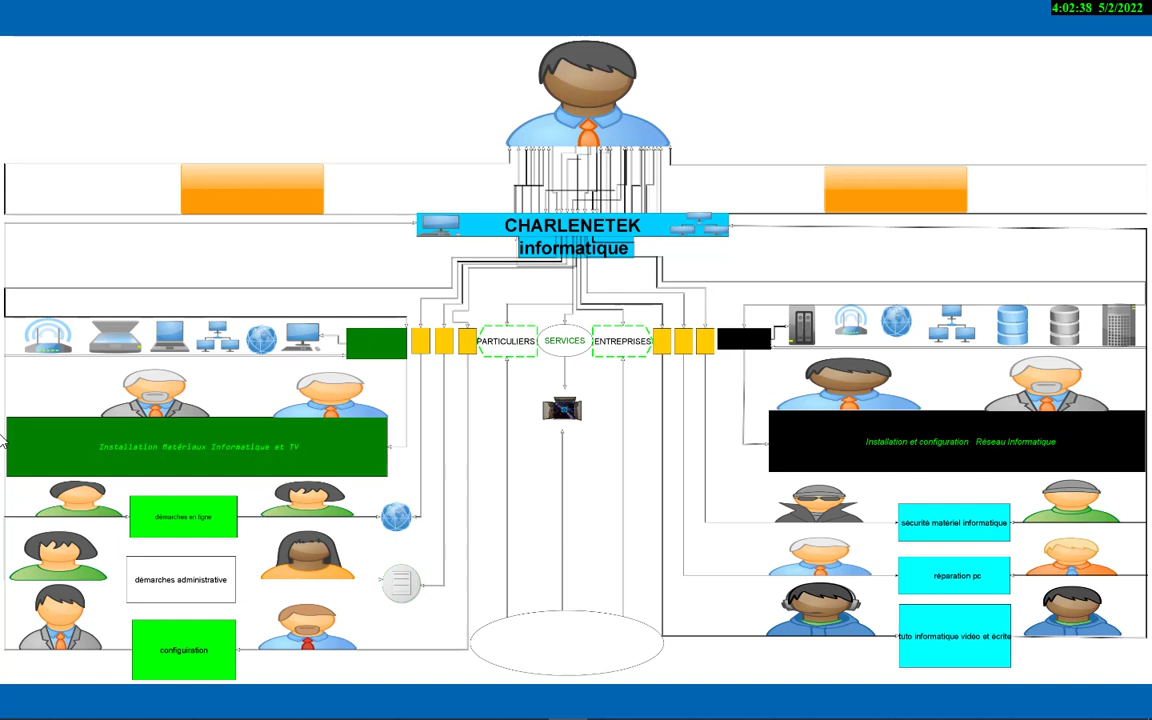 4:02:38 5/2/2022
CHARLENETEK
informatique
PARTICULIERS
SERVICES
ENTREPRISES
Installation Matériaux Informatique et TV
Installation et configuration Réseau Informatique
démarches en ligne
sécurité matériel informatique
démarches administrative
réparation pc
configuiration
tuto informatique vidéo et écrite